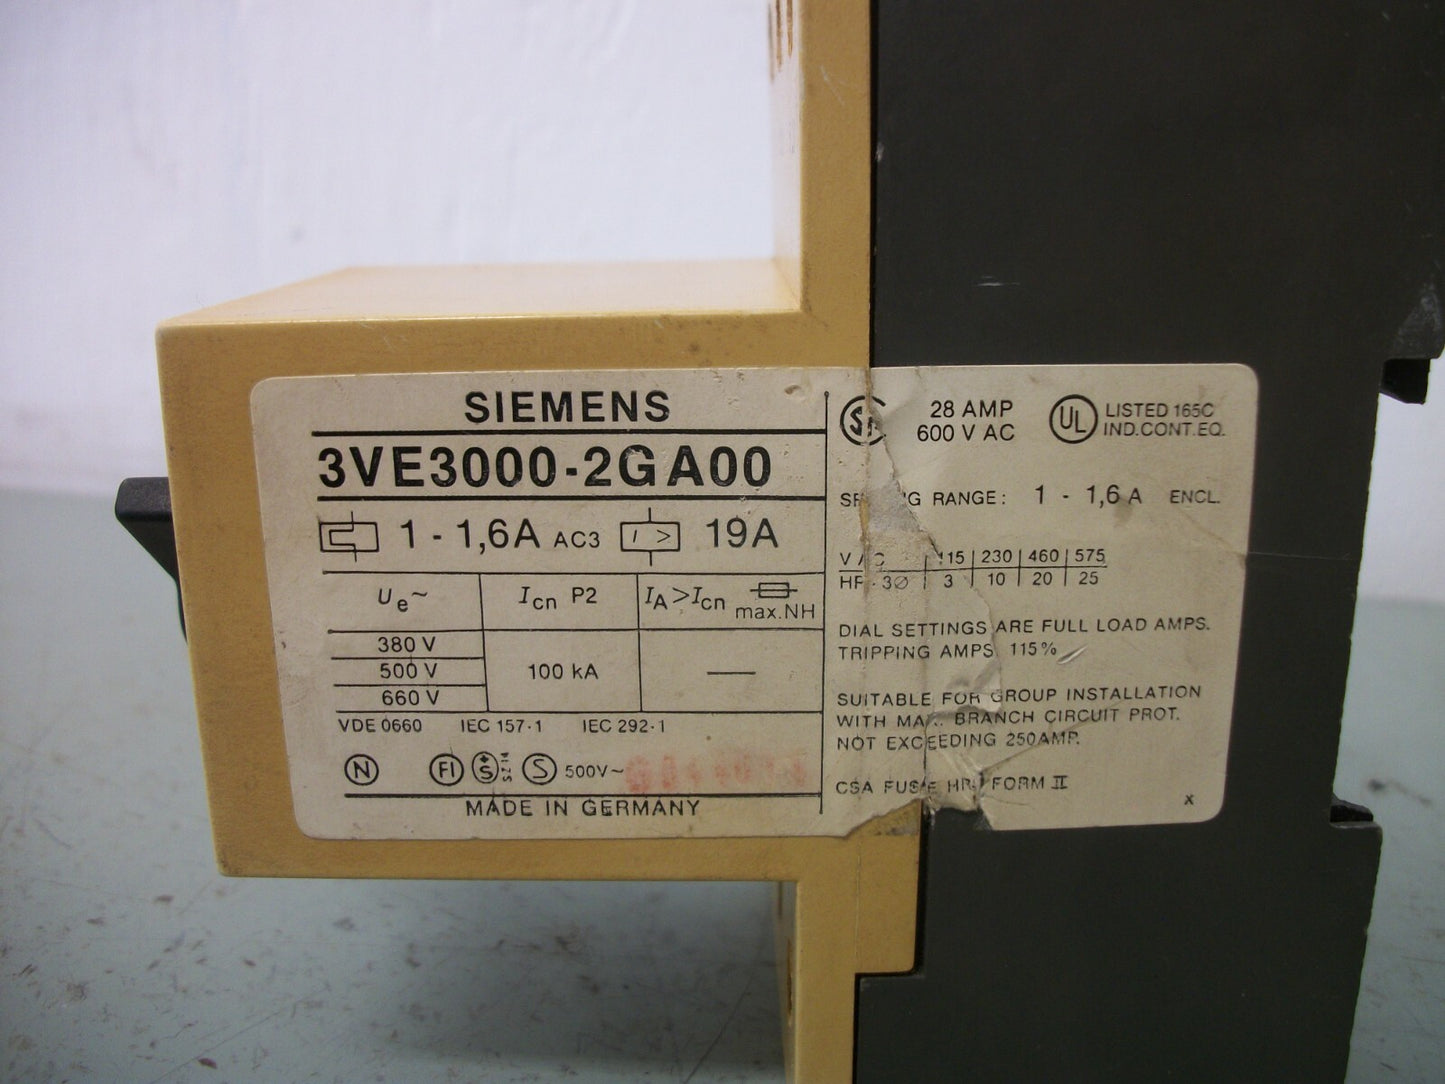 SIEMENS
3VE3000-2GA00
1 - 1,6A AC3 I > 19A
Ue~ Icn P2 IA>Icn max.NH
380 V
500 V 100 kA —
660 V
VDE 0660 IEC 157-1 IEC 292-1
N FI +S SZ14 S 500V~
MADE IN GERMANY
28 AMP
600 V AC
UL LISTED 165C
IND.CONT.EQ.
RANGE: 1 - 1,6 A ENCL.
115 230 460 575
3Ø 3 10 20 25
DIAL SETTINGS ARE FULL LOAD AMPS.
TRIPPING AMPS 115%
SUITABLE FOR GROUP INSTALLATION
WITH BRANCH CIRCUIT PROT.
NOT EXCEEDING 250AMP.
CSA FORM II
x